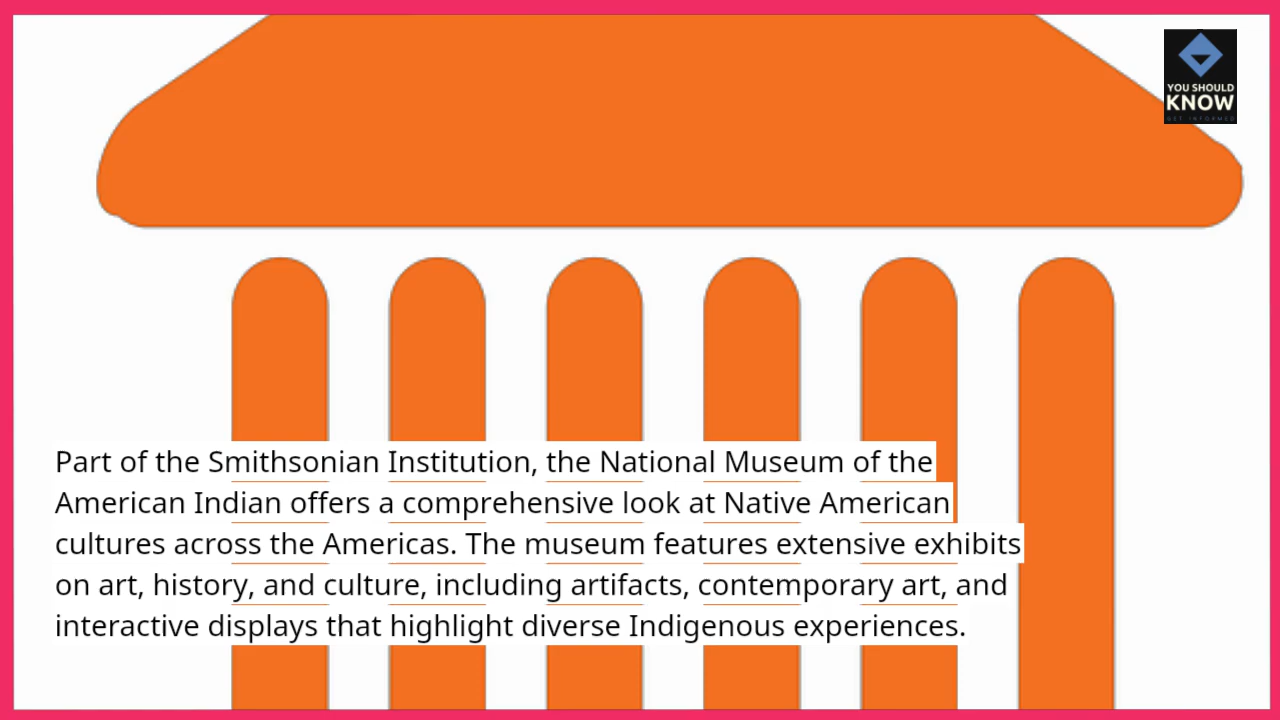 YOU SHOULD
KNOW
GET INFORMED
Part of the Smithsonian Institution, the National Museum of the
American Indian offers a comprehensive look at Native American
cultures across the Americas. The museum features extensive exhibits
on art, history, and culture, including artifacts, contemporary art, and
interactive displays that highlight diverse Indigenous experiences.